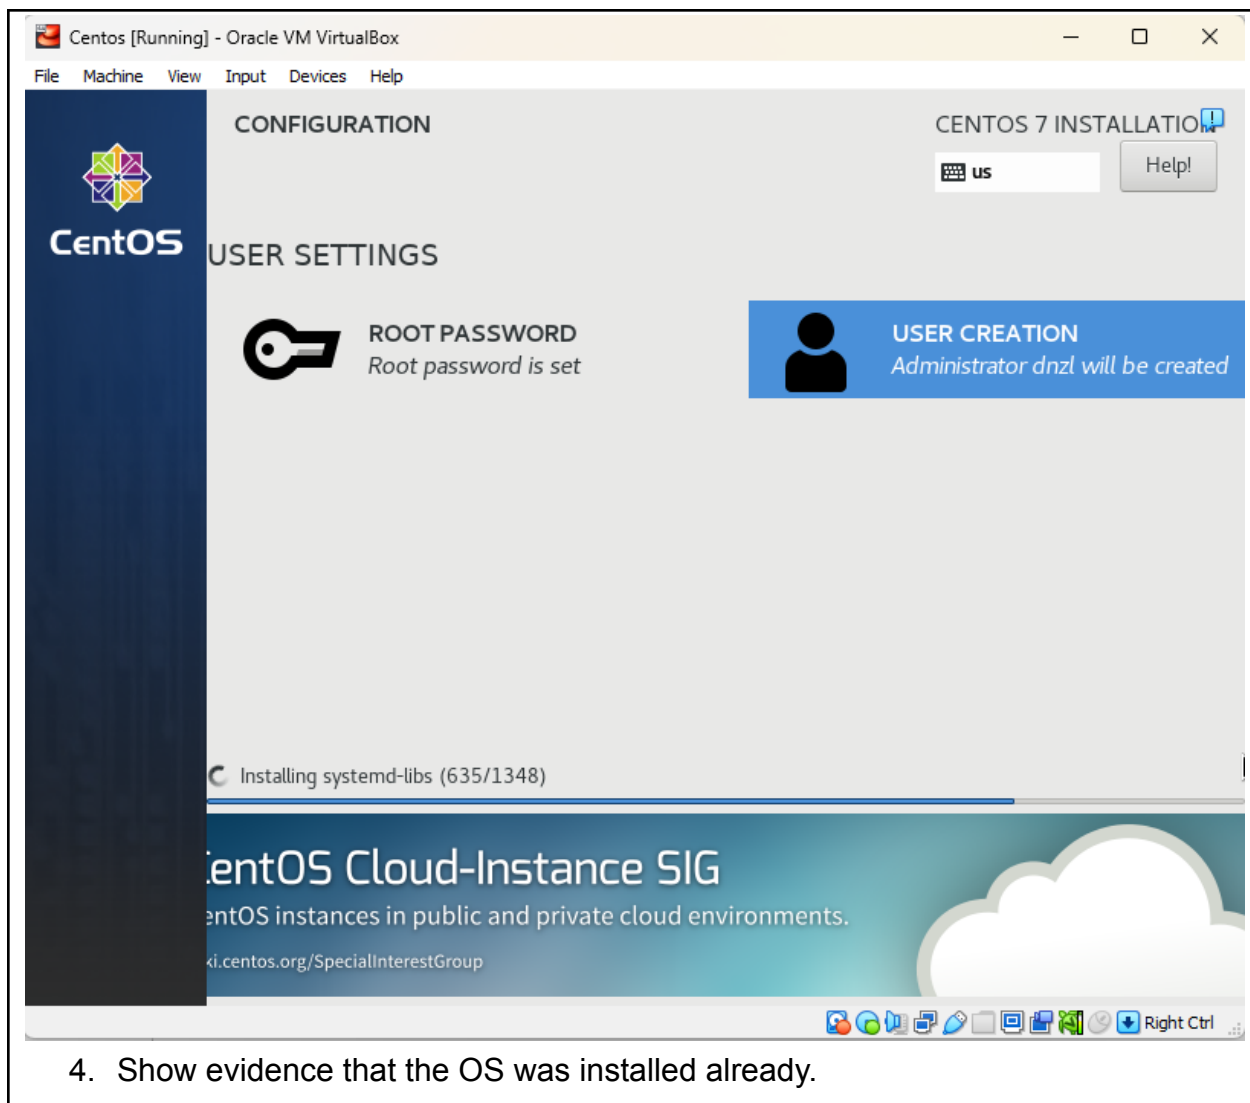 Centos [Running] - Oracle VM VirtualBox
File Machine View Input Devices Help
CONFIGURATION
CENTOS 7 INSTALLATION
us
Help!
CentOS
USER SETTINGS
ROOT PASSWORD
Root password is set
USER CREATION
Administrator dnzl will be created
Installing systemd-libs (635/1348)
entOS Cloud-Instance SIG
entOS instances in public and private cloud environments.
ki.centos.org/SpecialInterestGroup
Right Ctrl
4. Show evidence that the OS was installed already.